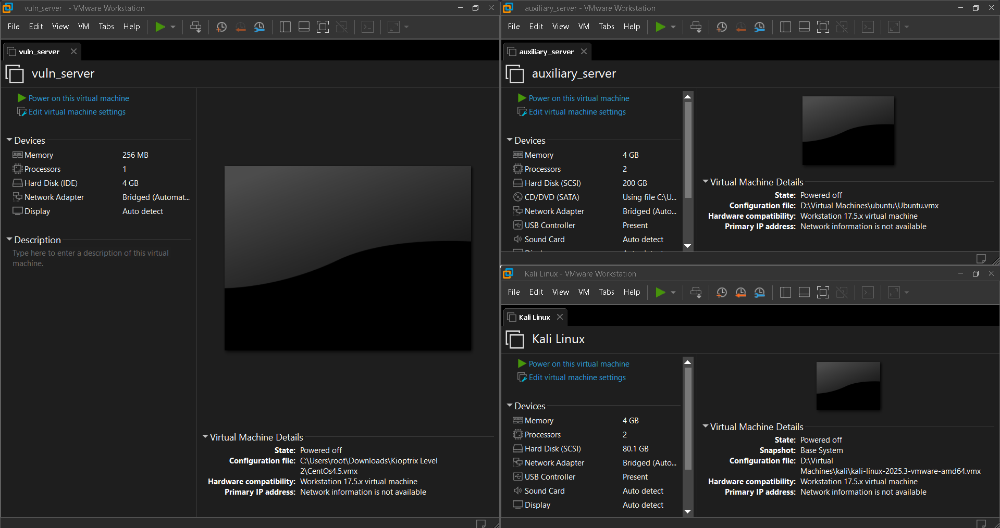 vuln_server - VMware Workstation
File Edit View VM Tabs Help
vuln_server
vuln_server
Power on this virtual machine
Edit virtual machine settings
Devices
Memory 256 MB
Processors 1
Hard Disk (IDE) 4 GB
Network Adapter Bridged (Automat...
Display Auto detect
Description
Type here to enter a description of this virtual
machine.
Virtual Machine Details
State: Powered off
Configuration file: C:\Users\root\Downloads\Kioptrix Level
2\CentOs4.5.vmx
Hardware compatibility: Workstation 17.5.x virtual machine
Primary IP address: Network information is not available
auxiliary_server - VMware Workstation
File Edit View VM Tabs Help
auxiliary_server
auxiliary_server
Power on this virtual machine
Edit virtual machine settings
Devices
Memory 4 GB
Processors 2
Hard Disk (SCSI) 200 GB
CD/DVD (SATA) Using file C:\U...
Network Adapter Bridged (Auto...
USB Controller Present
Sound Card Auto detect
Virtual Machine Details
State: Powered off
Configuration file: D:\Virtual Machines\ubuntu\Ubuntu.vmx
Hardware compatibility: Workstation 17.5.x virtual machine
Primary IP address: Network information is not available
Kali Linux - VMware Workstation
File Edit View VM Tabs Help
Kali Linux
Kali Linux
Power on this virtual machine
Edit virtual machine settings
Devices
Memory 4 GB
Processors 2
Hard Disk (SCSI) 80.1 GB
Network Adapter Bridged (Auto...
USB Controller Present
Sound Card Auto detect
Display Auto detect
Virtual Machine Details
State: Powered off
Snapshot: Base System
Configuration file: D:\Virtual
Machines\kali\kali-linux-2025.3-vmware-amd64.vmx
Hardware compatibility: Workstation 17.5.x virtual machine
Primary IP address: Network information is not available